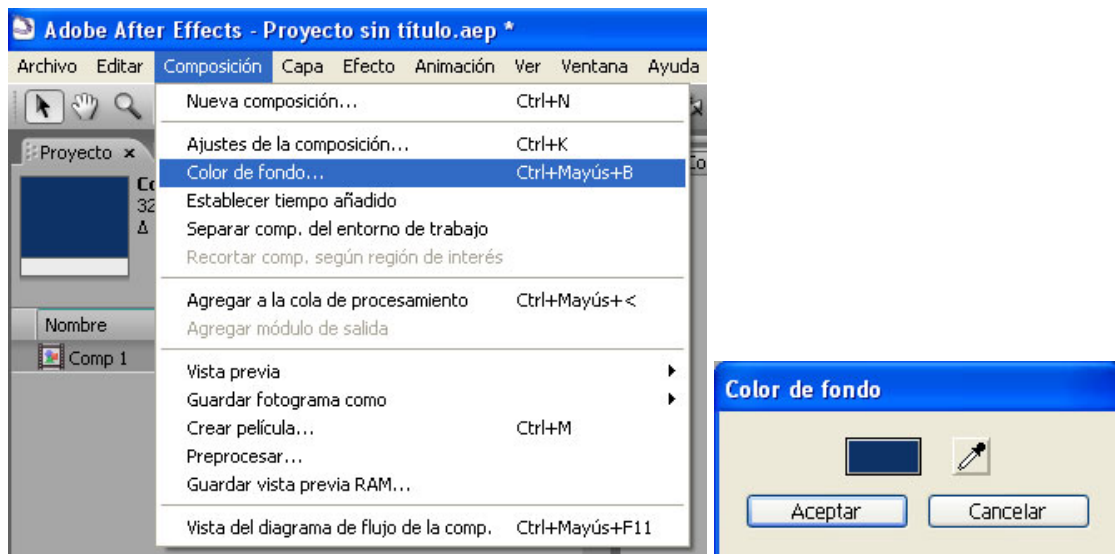 Adobe After Effects - Proyecto sin título.aep *
Archivo Editar Composición Capa Efecto Animación Ver Ventana Ayuda
Proyecto
32
Δ
Nombre
Comp 1
Nueva composición... Ctrl+N
Ajustes de la composición... Ctrl+K
Color de fondo... Ctrl+Mayús+B
Establecer tiempo añadido
Separar comp. del entorno de trabajo
Recortar comp. según región de interés
Agregar a la cola de procesamiento Ctrl+Mayús+<
Agregar módulo de salida
Vista previa
Guardar fotograma como
Crear película... Ctrl+M
Preprocesar...
Guardar vista previa RAM...
Vista del diagrama de flujo de la comp. Ctrl+Mayús+F11
Color de fondo
Aceptar Cancelar